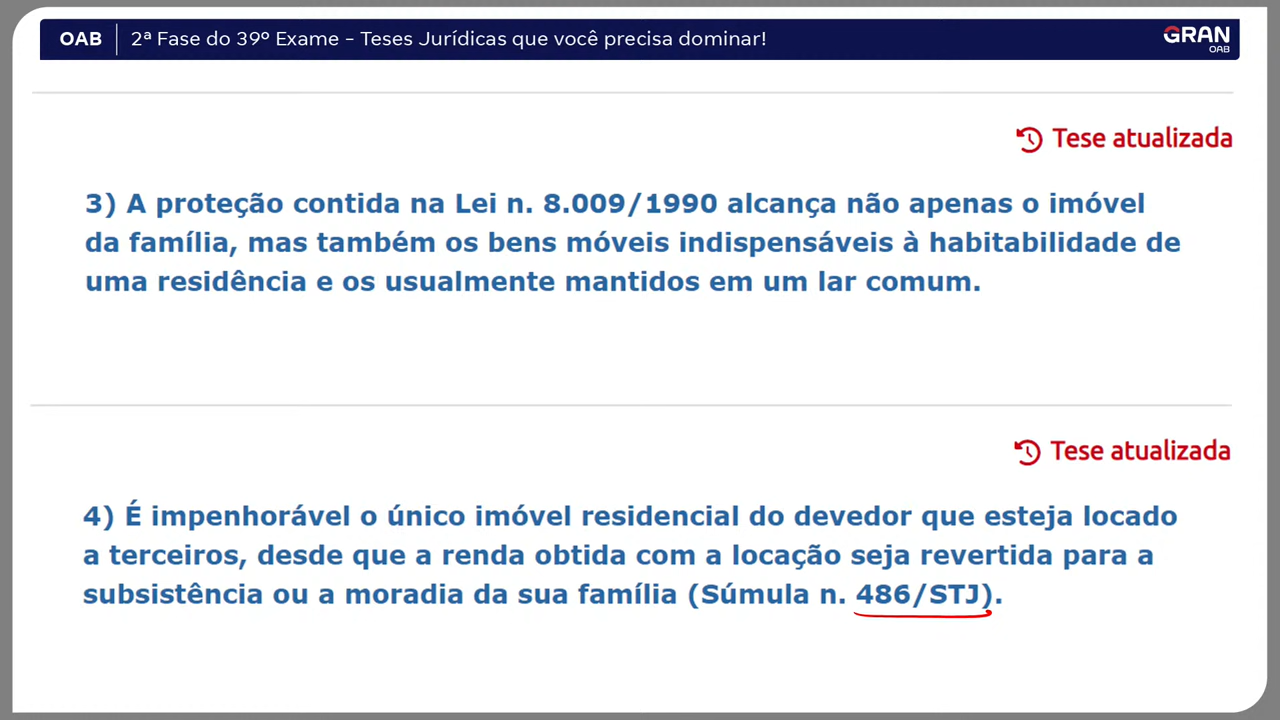 OAB 2ª Fase do 39º Exame – Teses Jurídicas que você precisa dominar!
GRAN
OAB
Tese atualizada
3) A proteção contida na Lei n. 8.009/1990 alcança não apenas o imóvel
da família, mas também os bens móveis indispensáveis à habitabilidade de
uma residência e os usualmente mantidos em um lar comum.
Tese atualizada
4) É impenhorável o único imóvel residencial do devedor que esteja locado
a terceiros, desde que a renda obtida com a locação seja revertida para a
subsistência ou a moradia da sua família (Súmula n. 486/STJ).